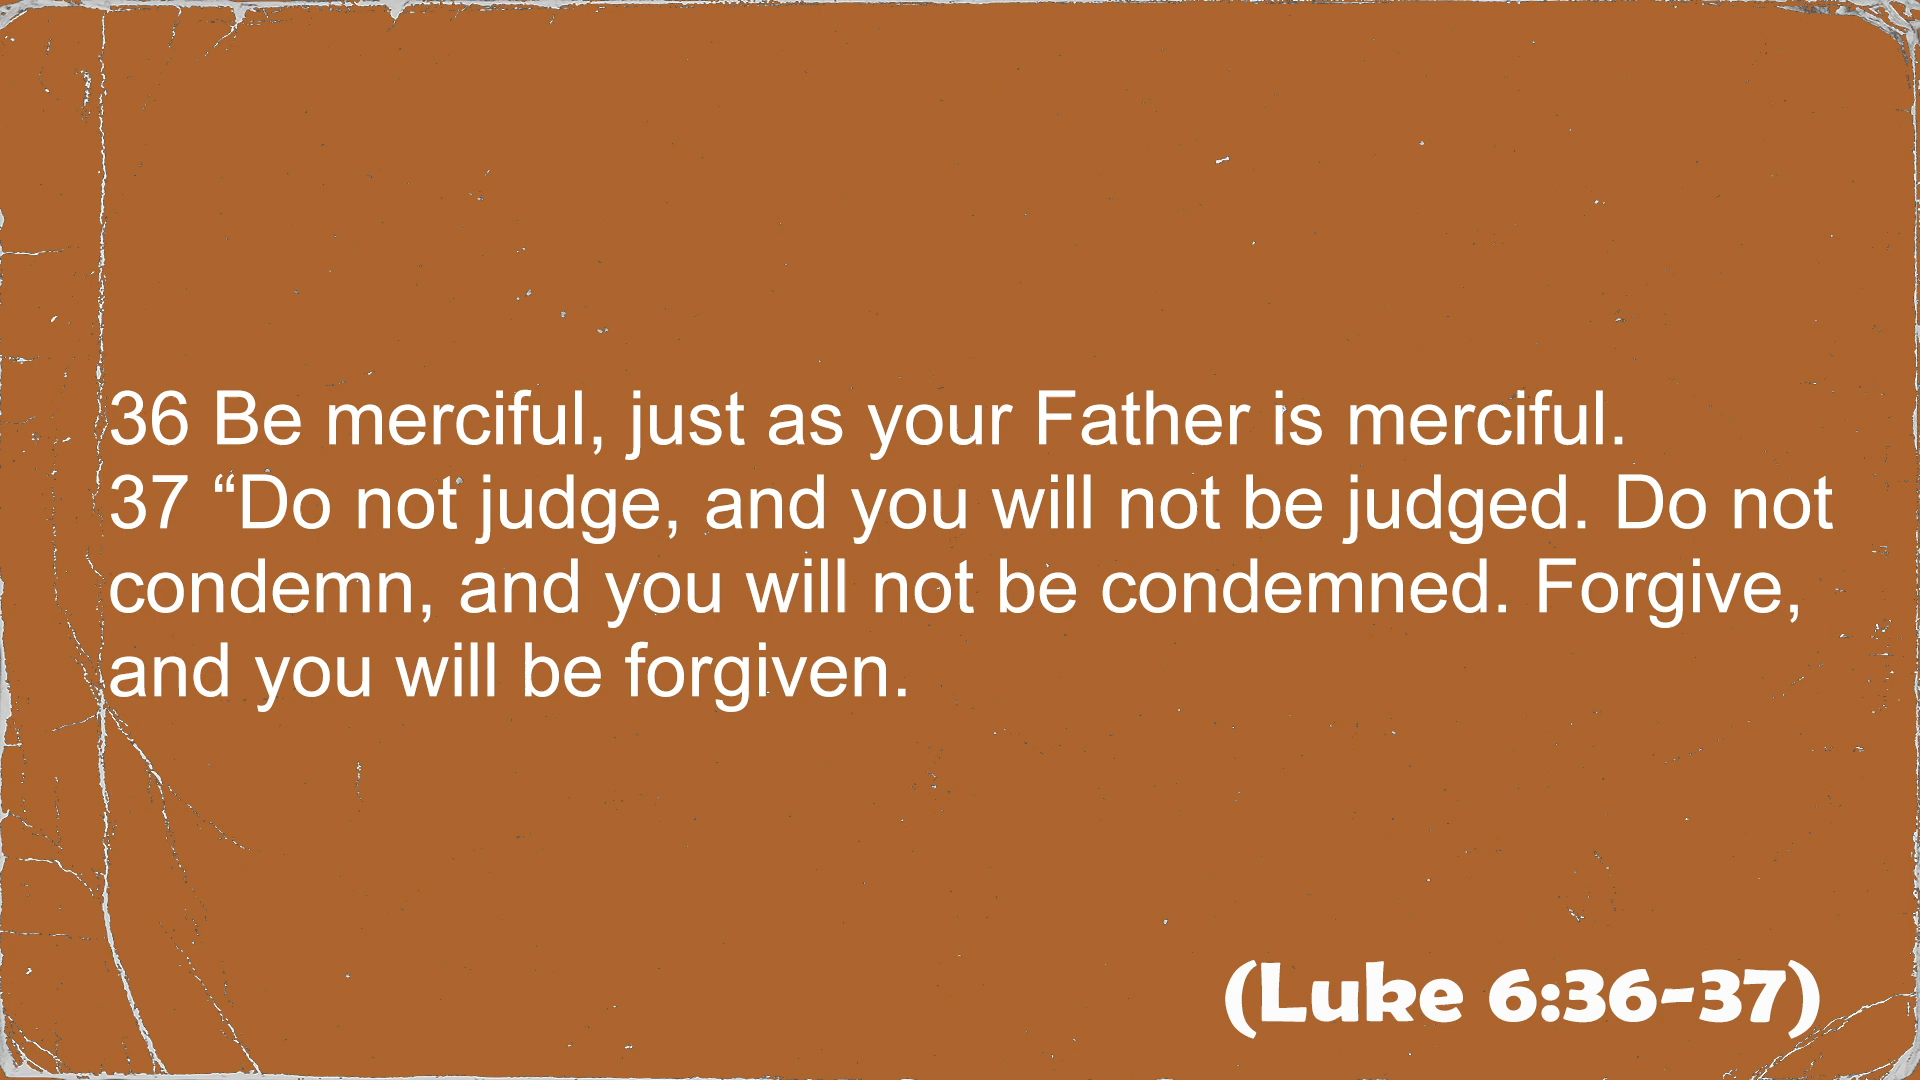 36 Be merciful, just as your Father is merciful.
37 “Do not judge, and you will not be judged. Do not
condemn, and you will not be condemned. Forgive,
and you will be forgiven.
(Luke 6:36-37)